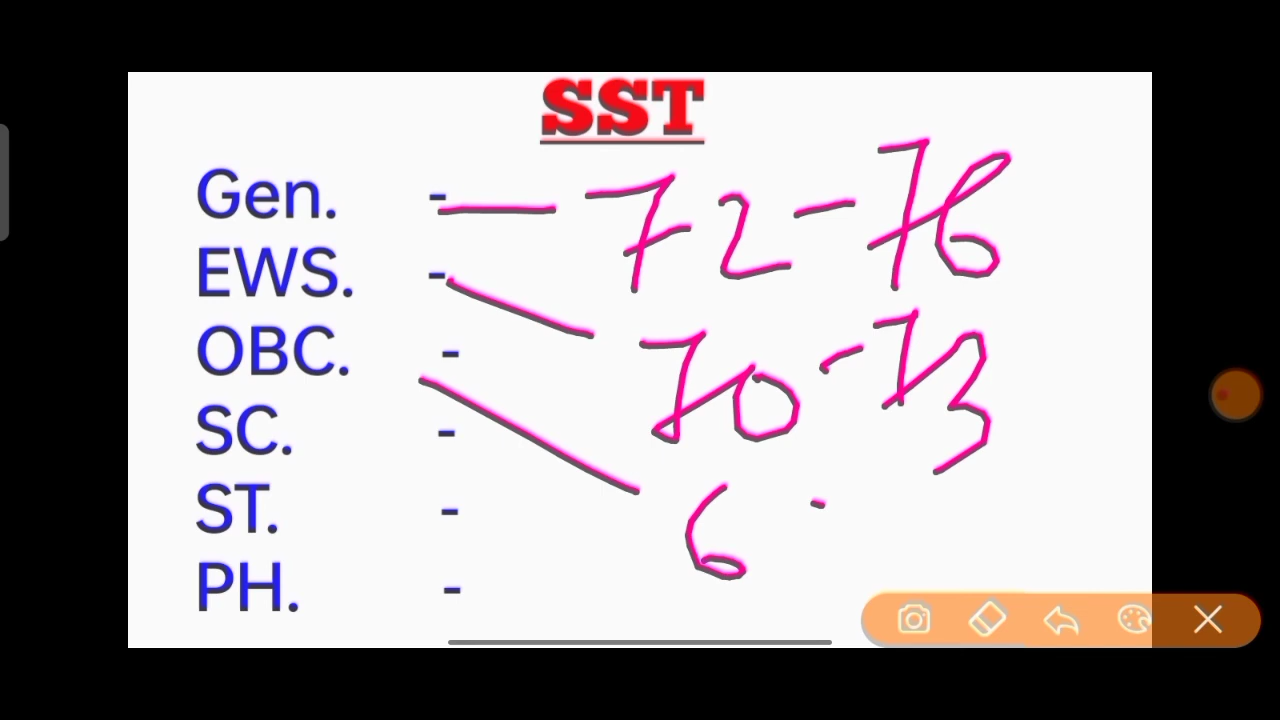 SST
Gen. - 72-76
EWS. - 70-73
OBC. - 6
SC. -
ST. -
PH. -